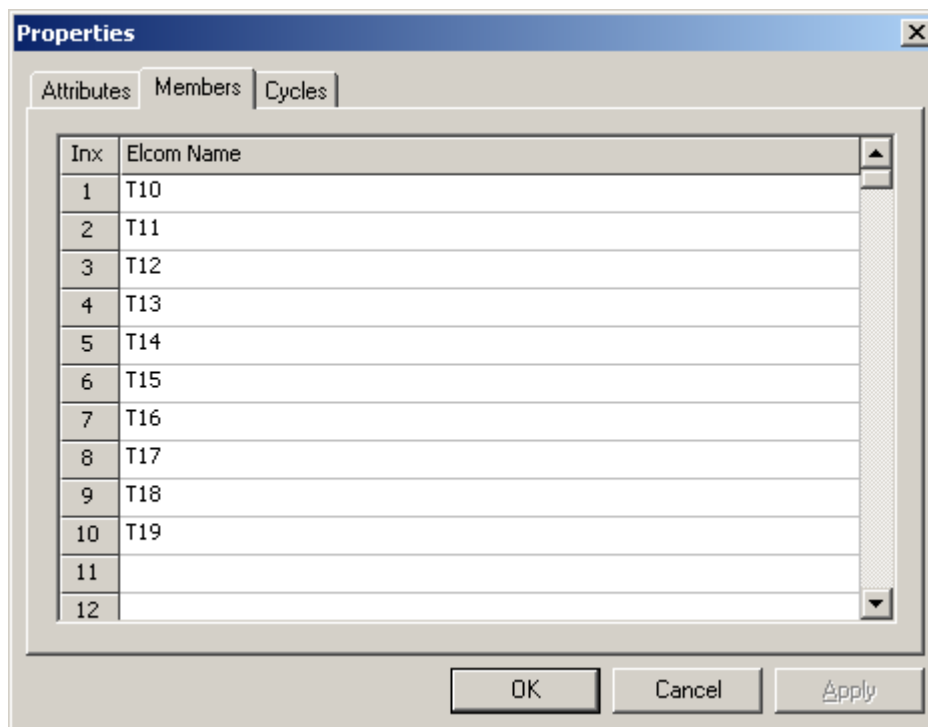 Properties
Attributes Members Cycles
Inx Elcom Name
1 T10
2 T11
3 T12
4 T13
5 T14
6 T15
7 T16
8 T17
9 T18
10 T19
11
12
OK Cancel Apply